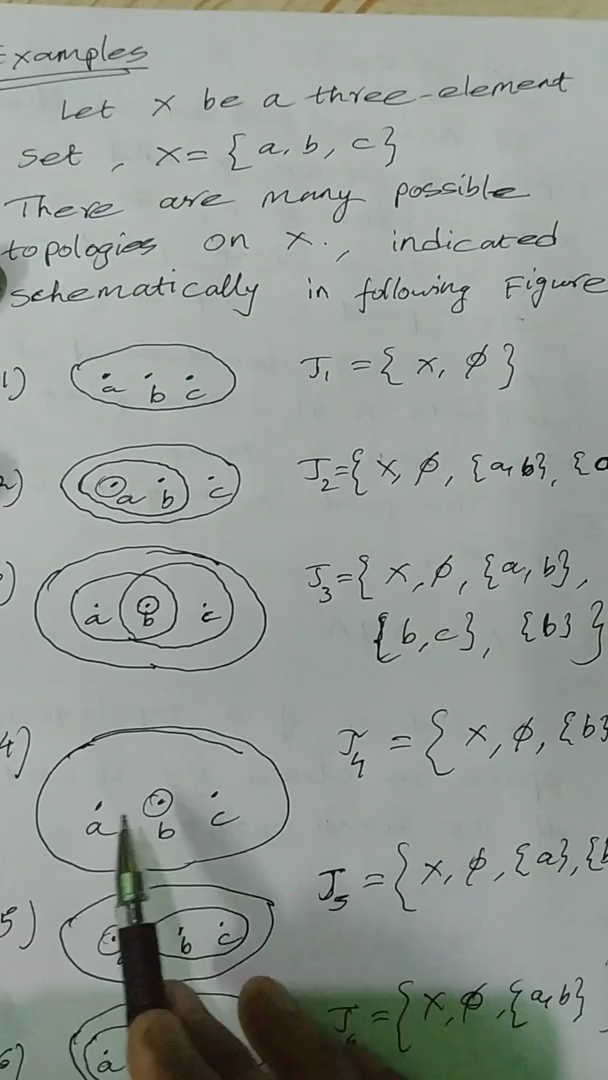 Examples
Let X be a three-element
set, X = {a, b, c}
There are many possible
topologies on X., indicated
schematically in following Figure
1) a b c J₁ = { X, ϕ }
2) a b c J₂ = { X, ϕ, {a, b}, {a
3) a b c J₃ = { X, ϕ, {a, b},
{b, c}, {b} }
4) a b c J₄ = { X, ϕ, {b}
5) b c J₅ = { X, ϕ, {a}, {b
6) a J₆ = { X, ϕ, {a, b} }